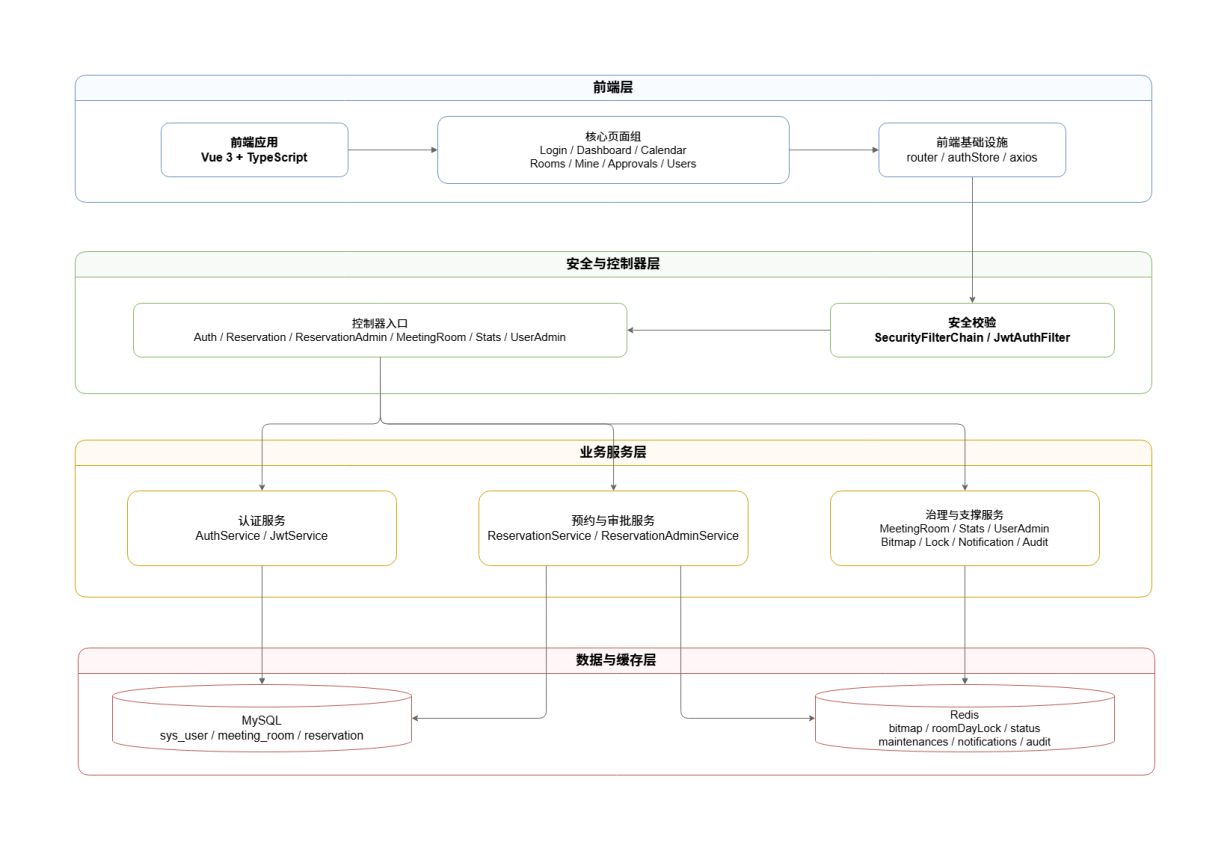 前端层
前端应用
Vue 3 + TypeScript
核心页面组
Login / Dashboard / Calendar
Rooms / Mine / Approvals / Users
前端基础设施
router / authStore / axios
安全与控制器层
控制器入口
Auth / Reservation / ReservationAdmin / MeetingRoom / Stats / UserAdmin
安全校验
SecurityFilterChain / JwtAuthFilter
业务服务层
认证服务
AuthService / JwtService
预约与审批服务
ReservationService / ReservationAdminService
治理与支撑服务
MeetingRoom / Stats / UserAdmin
Bitmap / Lock / Notification / Audit
数据与缓存层
MySQL
sys_user / meeting_room / reservation
Redis
bitmap / roomDayLock / status
maintenances / notifications / audit